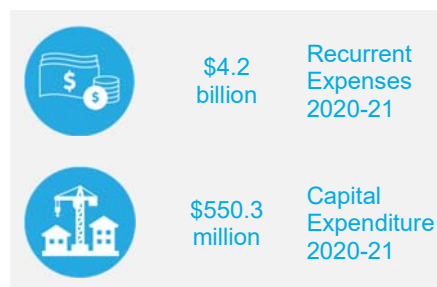 $4.2
billion
Recurrent
Expenses
2020-21
$550.3
million
Capital
Expenditure
2020-21